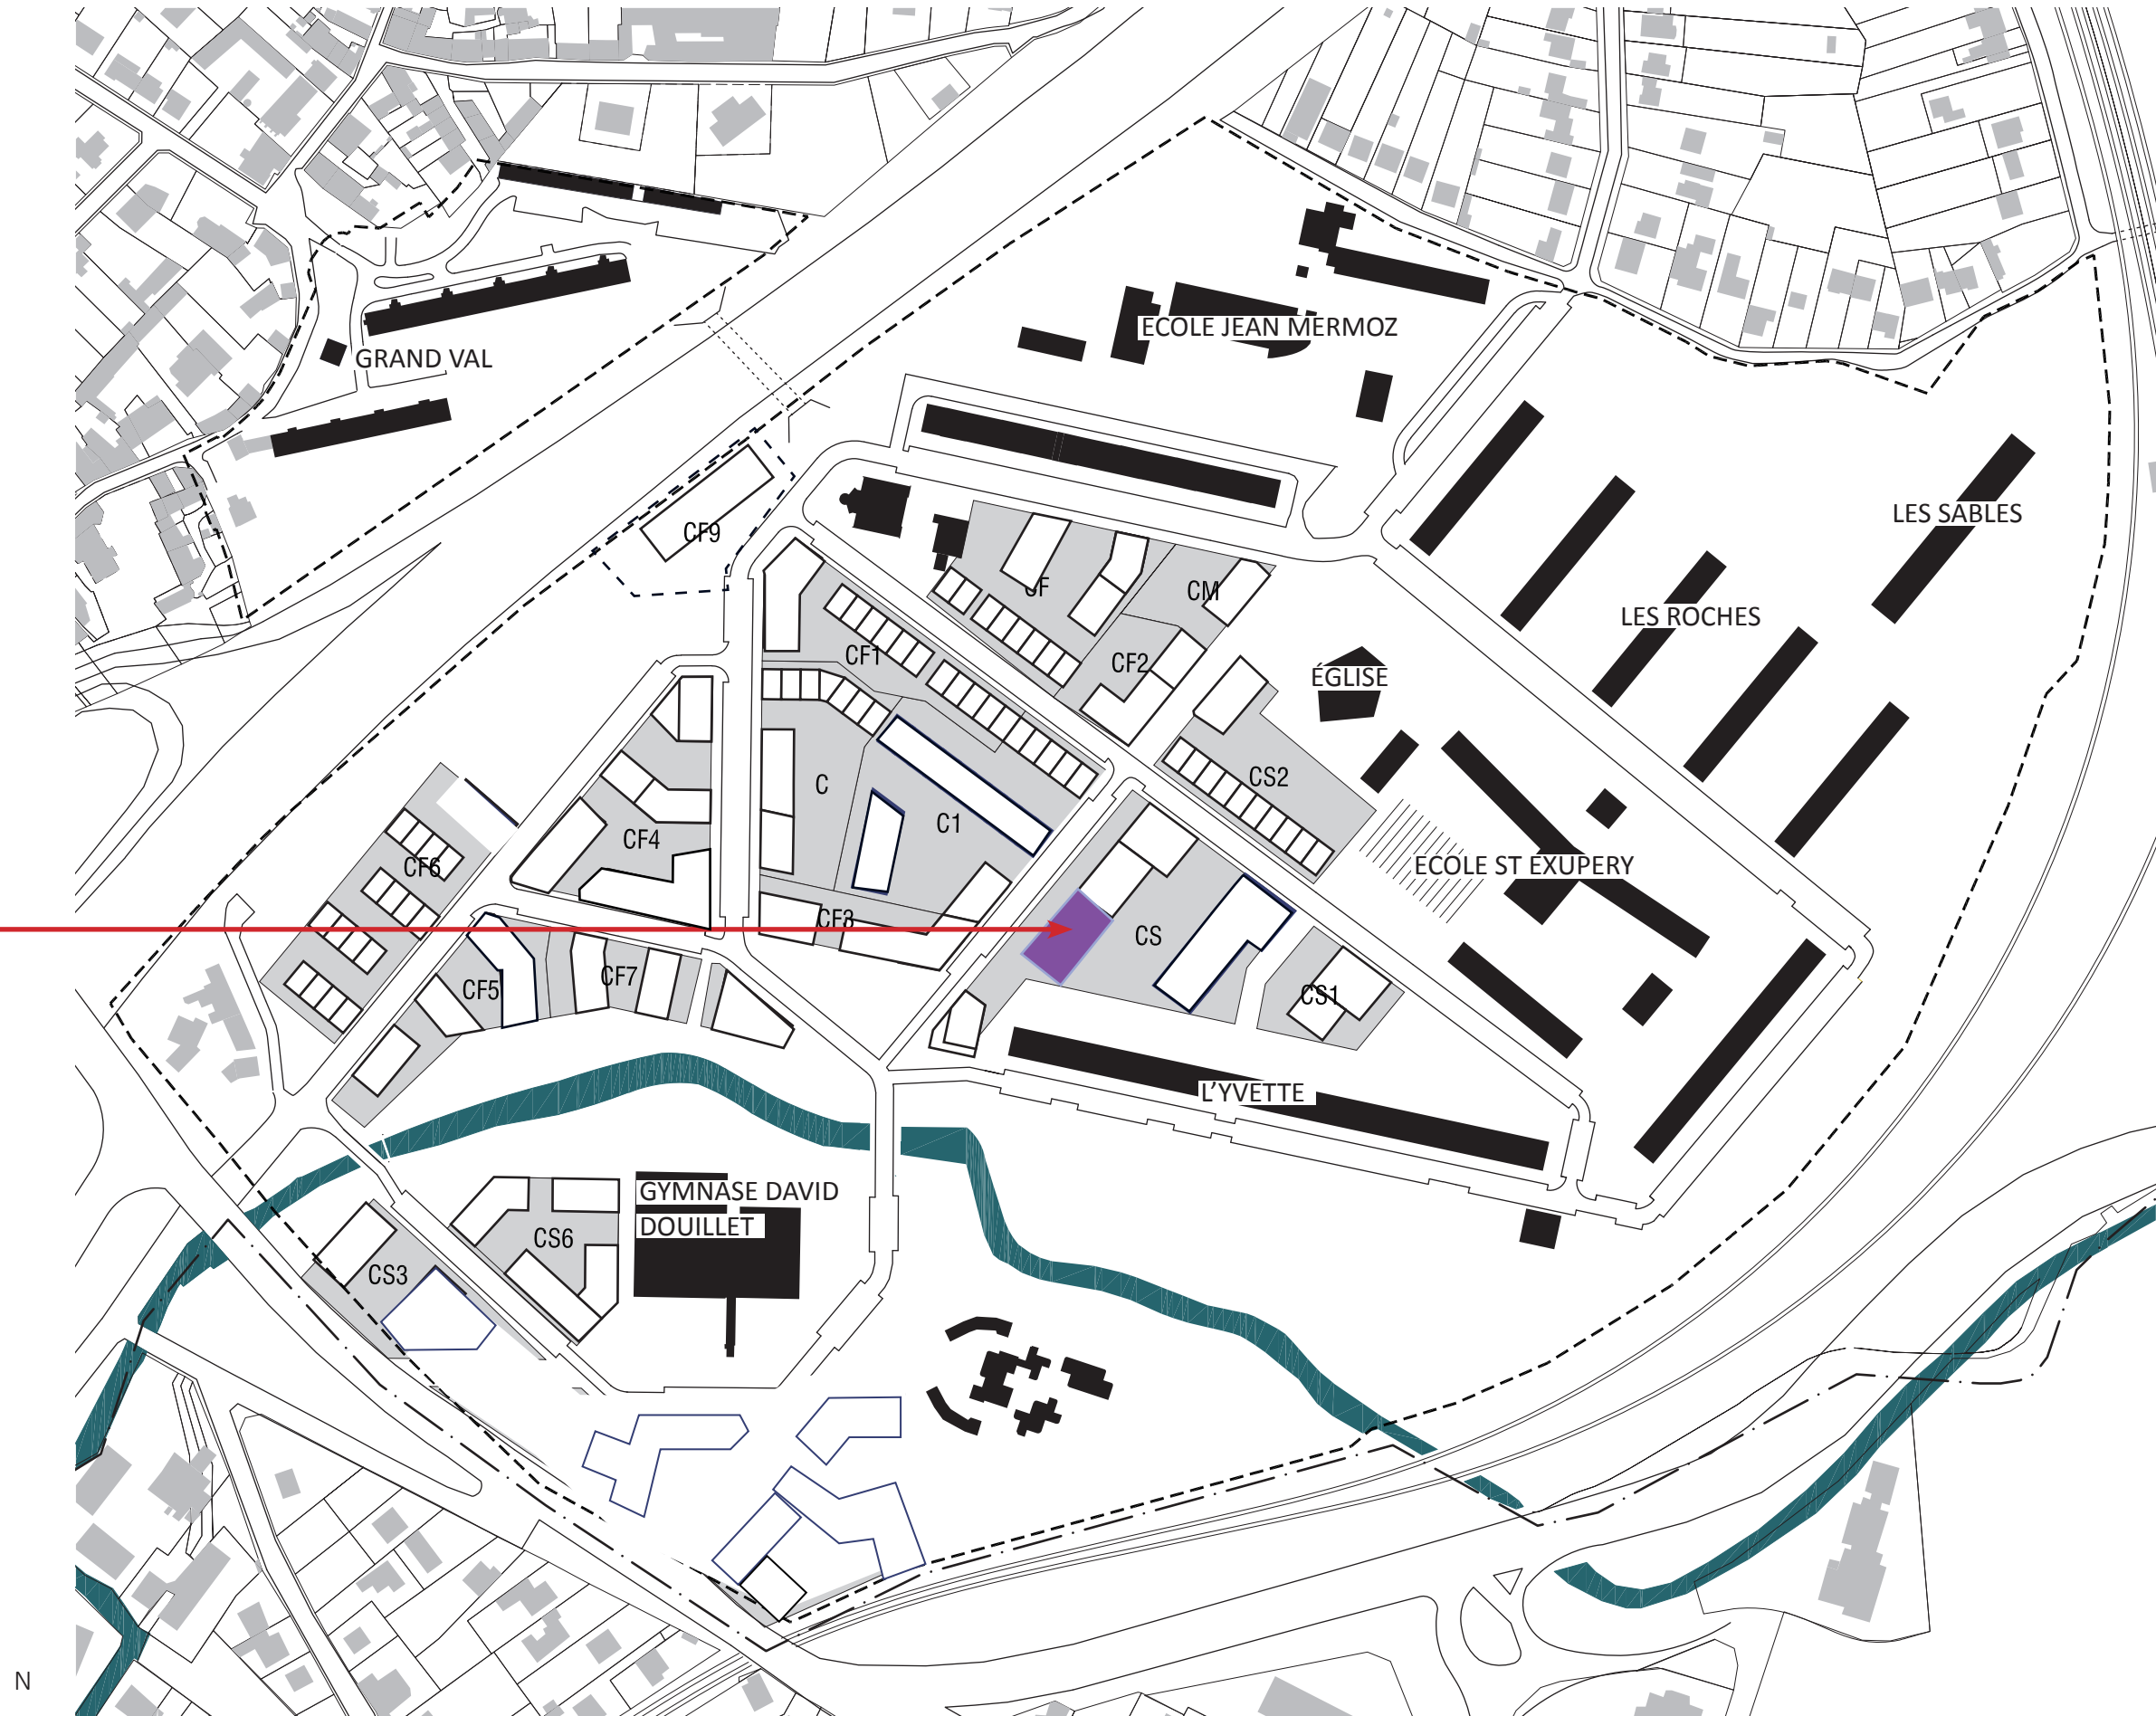 ECOLE JEAN MERMOZ
GRAND VAL
LES SABLES
CF9
CF
CM
LES ROCHES
CF1
CF2
ÉGLISE
CS2
C
C1
CF4
CF6
ECOLE ST EXUPERY
CF3
CS
CF7
CF5
CS1
L'YVETTE
GYMNASE DAVID
DOUILLET
CS6
CS3
N